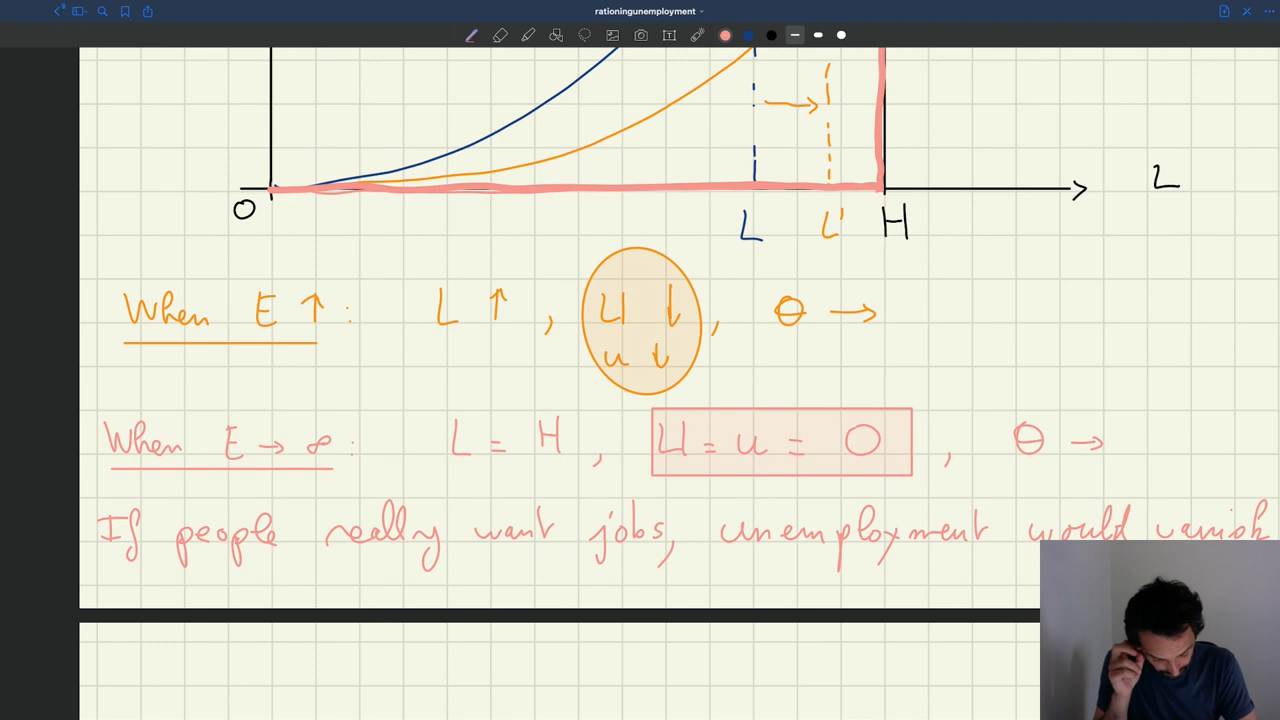 rationingunemployment
L
O
L L' H
When E ↑ : L ↑ , U ↓ , θ →
u ↓
When E → ∞ : L = H , U = u = 0 , θ →
If people really want jobs, unemployment would vanish